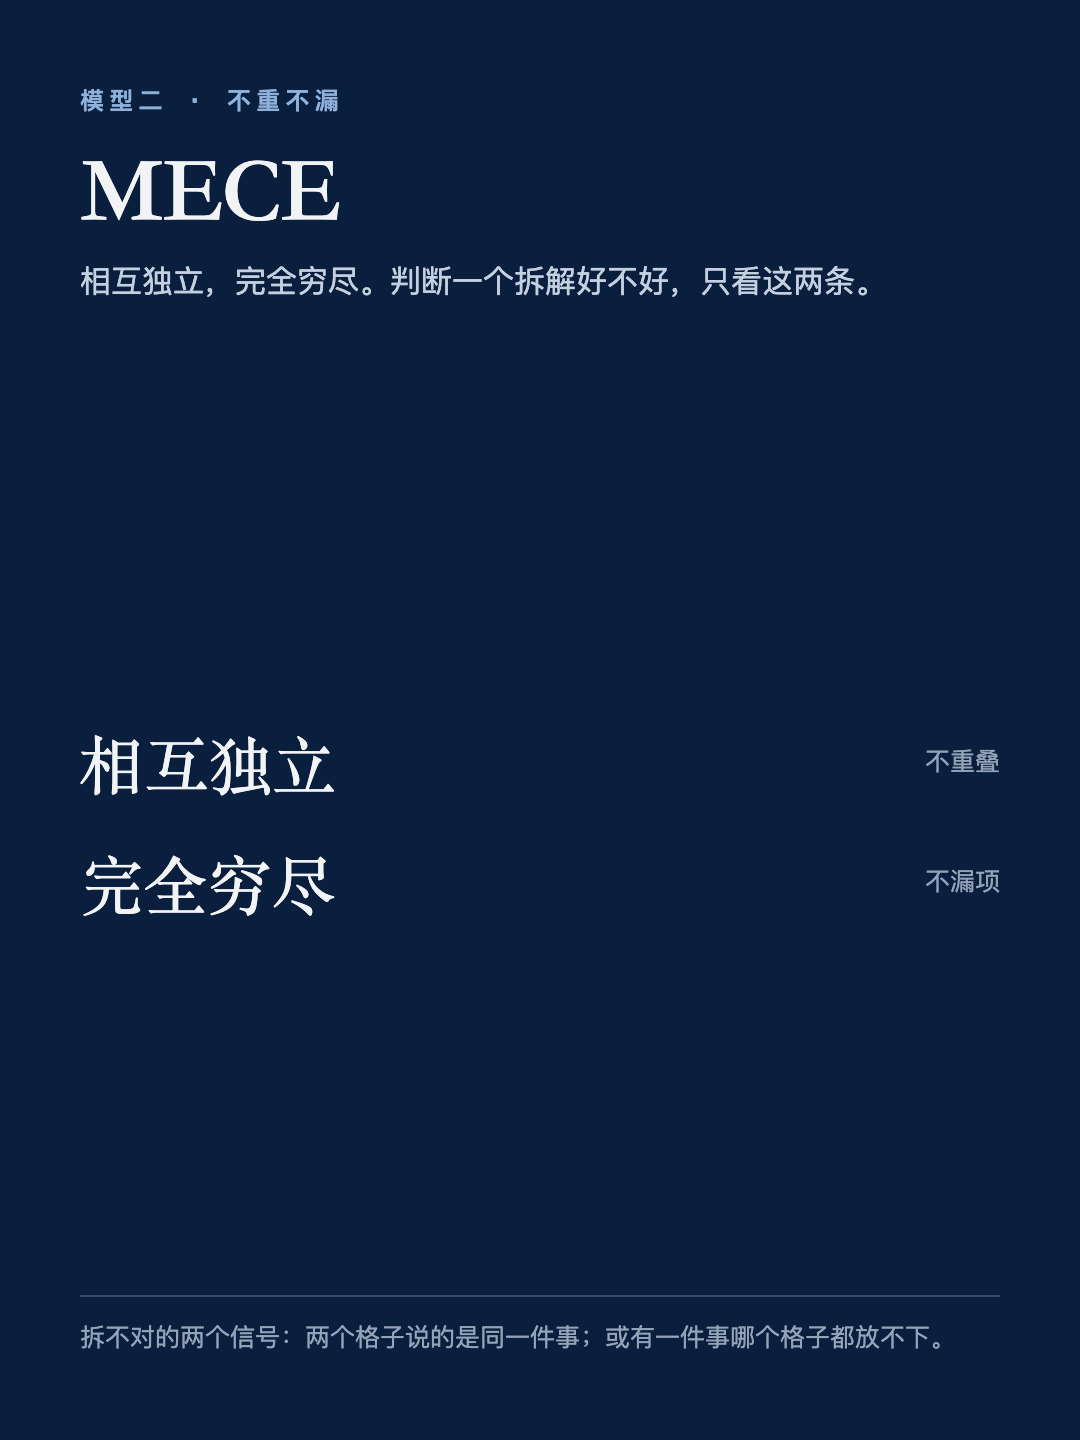 模型二 · 不重不漏
MECE
相互独立，完全穷尽。判断一个拆解好不好，只看这两条。
相互独立 不重叠
完全穷尽 不漏项
拆不对的两个信号：两个格子说的是同一件事；或有一件事哪个格子都放不下。